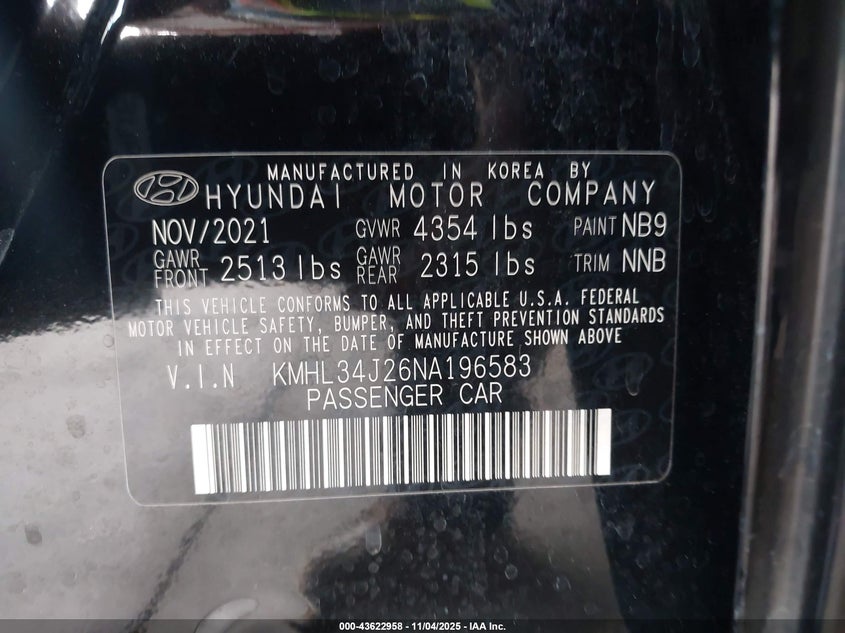 MANUFACTURED IN KOREA BY
HYUNDAI MOTOR COMPANY
NOV/2021 GVWR 4354 lbs PAINT NB9
GAWR FRONT 2513 lbs GAWR REAR 2315 lbs TRIM NNB
THIS VEHICLE CONFORMS TO ALL APPLICABLE U.S.A. FEDERAL
MOTOR VEHICLE SAFETY, BUMPER, AND THEFT PREVENTION STANDARDS
IN EFFECT ON THE DATE OF MANUFACTURE SHOWN ABOVE
V.I.N KMHL34J26NA196583
PASSENGER CAR
000-43622958 - 11/04/2025 - IAA Inc.